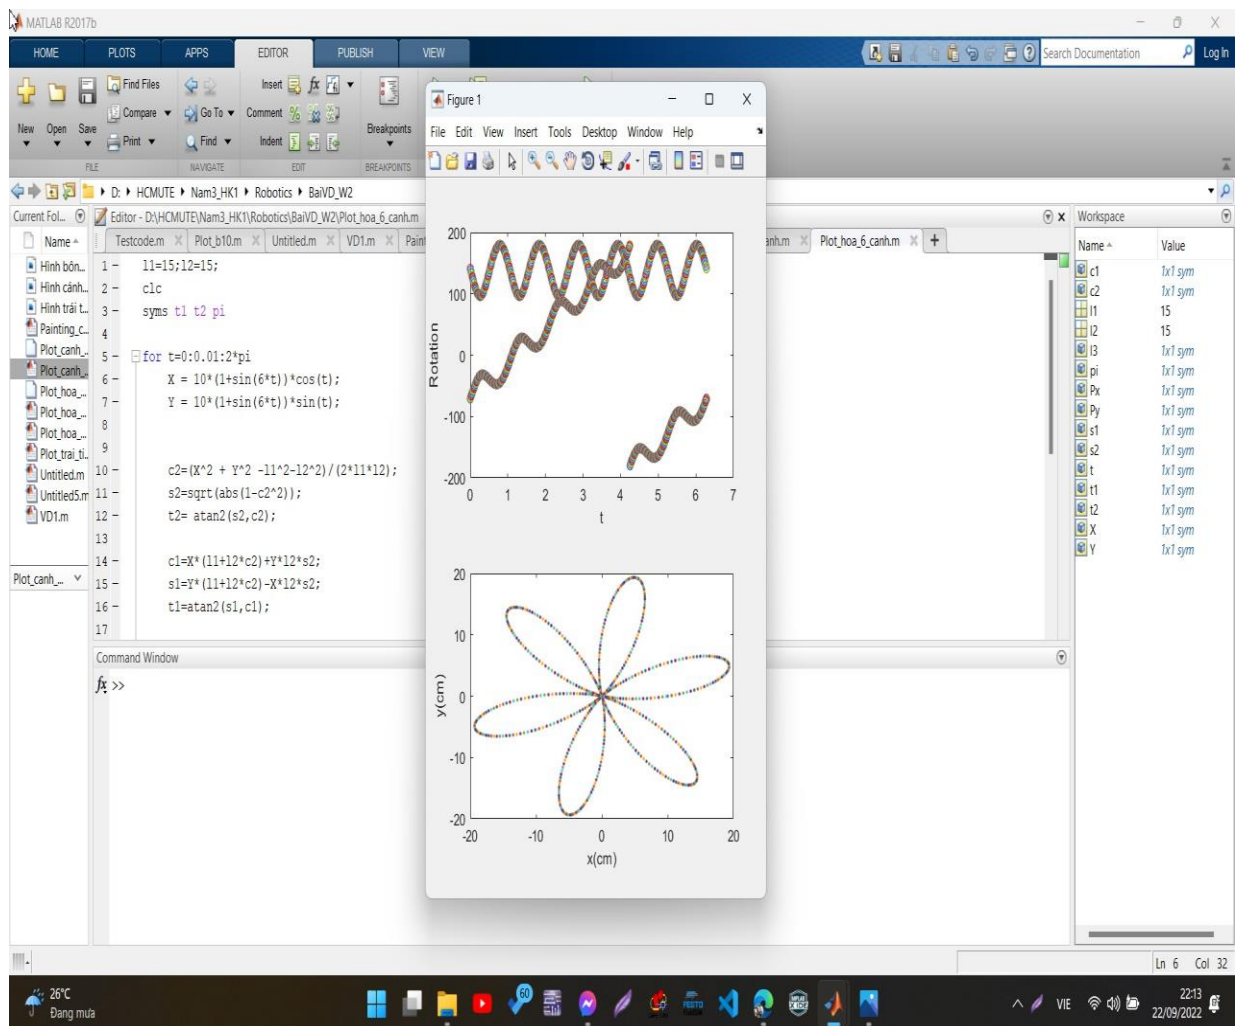 MATLAB R2017b
HOME PLOTS APPS EDITOR PUBLISH VIEW
Search Documentation Log In
New Open Save
Find Files
Compare
Print
Go To
Find
Insert fx
Comment
Indent
Breakpoints
FILE NAVIGATE EDIT BREAKPOINTS
D: HCMUTE Nam3_HK1 Robotics BaiVD_W2
Current Fol...
Name
Hình bôn...
Hình cánh...
Hình trái t...
Painting_c...
Plot_canh_...
Plot_canh_...
Plot_hoa_...
Plot_hoa_...
Plot_hoa_...
Plot_trai_ti...
Untitled.m
Untitled5.m
VD1.m
Plot_canh_...
Editor - D:\HCMUTE\Nam3_HK1\Robotics\BaiVD_W2\Plot_hoa_6_canh.m
Testcode.m Plot_b10.m Untitled.m VD1.m Paint
anh.m Plot_hoa_6_canh.m +
1 - l1=15;l2=15;
2 - clc
3 - syms t1 t2 pi
4
5 - for t=0:0.01:2*pi
6 - X = 10*(1+sin(6*t))*cos(t);
7 - Y = 10*(1+sin(6*t))*sin(t);
8
9
10 - c2=(X^2 + Y^2 -l1^2-l2^2)/(2*l1*l2);
11 - s2=sqrt(abs(1-c2^2));
12 - t2= atan2(s2,c2);
13
14 - c1=X*(l1+l2*c2)+Y*l2*s2;
15 - s1=Y*(l1+l2*c2)-X*l2*s2;
16 - t1=atan2(s1,c1);
17
Command Window
fx >>
Figure 1
File Edit View Insert Tools Desktop Window Help
200
100
0
-100
-200
Rotation
0 1 2 3 4 5 6 7
t
20
10
0
-10
-20
y(cm)
-20 -10 0 10 20
x(cm)
Workspace
Name Value
c1 1x1 sym
c2 1x1 sym
l1 15
l2 15
l3 1x1 sym
pi 1x1 sym
Px 1x1 sym
Py 1x1 sym
s1 1x1 sym
s2 1x1 sym
t 1x1 sym
t1 1x1 sym
t2 1x1 sym
X 1x1 sym
Y 1x1 sym
Ln 6 Col 32
26°C
Đang mưa
60
FESTO
VIE
22:13
22/09/2022